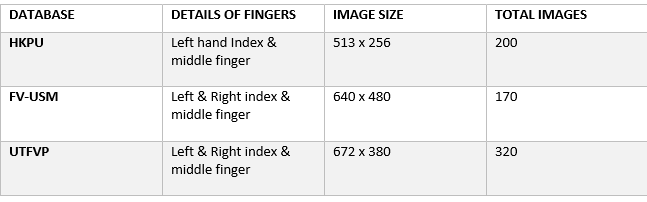 DATABASE DETAILS OF FINGERS IMAGE SIZE TOTAL IMAGES
HKPU Left hand Index & 513 x 256 200
middle finger
FV-USM Left & Right index & 640 x 480 170
middle finger
UTFVP Left & Right index & 672 x 380 320
middle finger